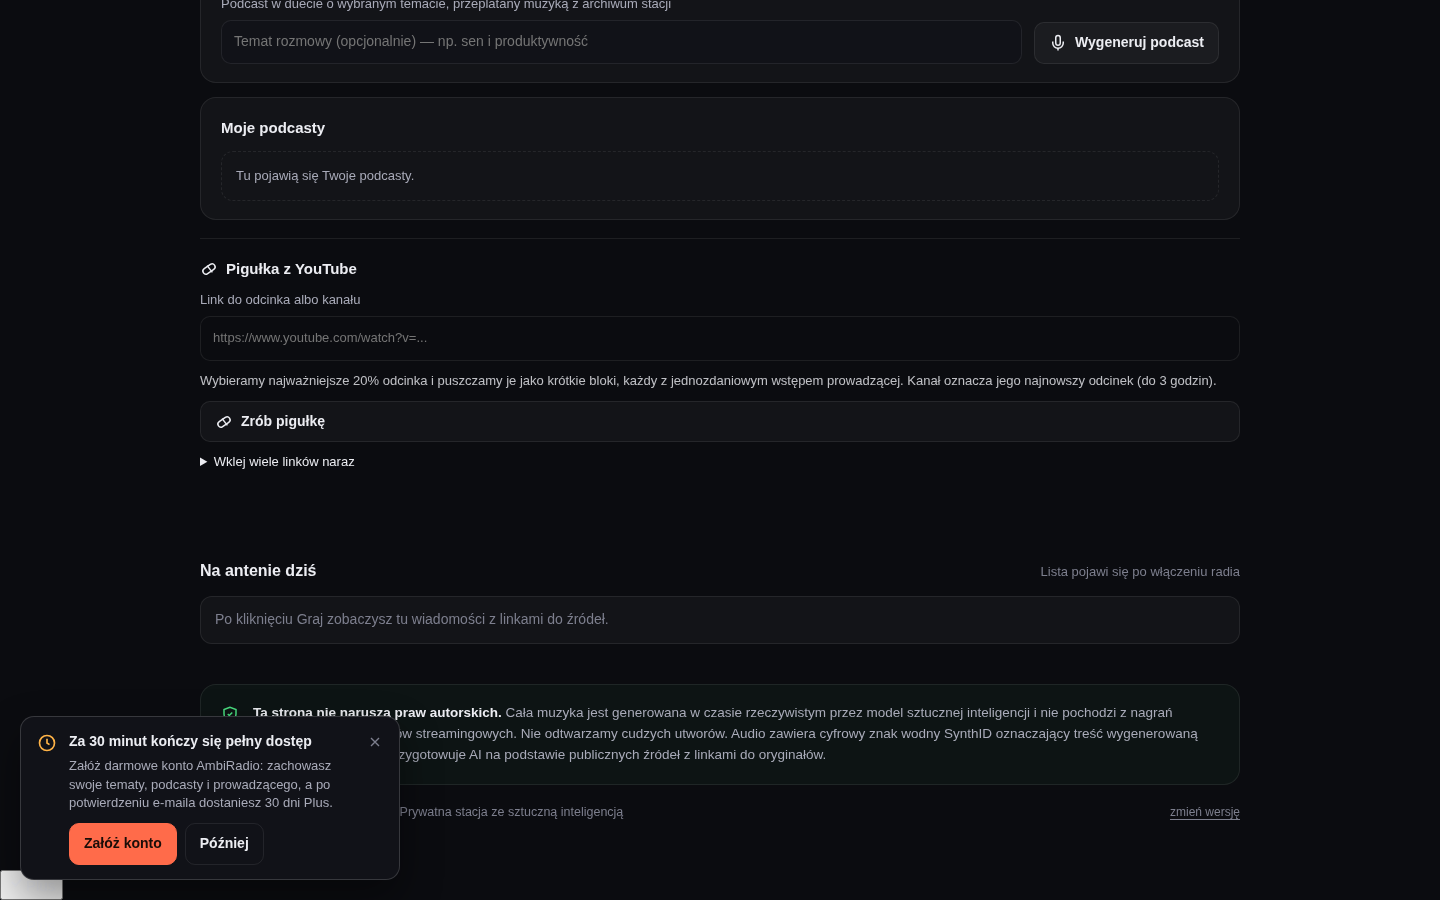 Podcast w duecie o wybranym temacie, przeplatany muzyką z archiwum stacji
Temat rozmowy (opcjonalnie) — np. sen i produktywność
Wygeneruj podcast
Moje podcasty
Tu pojawią się Twoje podcasty.
Pigułka z YouTube
Link do odcinka albo kanału
https://www.youtube.com/watch?v=...
Wybieramy najważniejsze 20% odcinka i puszczamy je jako krótkie bloki, każdy z jednozdaniowym wstępem prowadzącej. Kanał oznacza jego najnowszy odcinek (do 3 godzin).
Zrób pigułkę
Wklej wiele linków naraz
Na antenie dziś
Lista pojawi się po włączeniu radia
Po kliknięciu Graj zobaczysz tu wiadomości z linkami do źródeł.
Ta strona nie narusza praw autorskich. Cała muzyka jest generowana w czasie rzeczywistym przez model sztucznej inteligencji i nie pochodzi z nagrań
streamingowych. Nie odtwarzamy cudzych utworów. Audio zawiera cyfrowy znak wodny SynthID oznaczający treść wygenerowaną
AI na podstawie publicznych źródeł z linkami do oryginałów.
Prywatna stacja ze sztuczną inteligencją
zmień wersję
Za 30 minut kończy się pełny dostęp
Załóż darmowe konto AmbiRadio: zachowasz
swoje tematy, podcasty i prowadzącego, a po
potwierdzeniu e-maila dostaniesz 30 dni Plus.
Załóż konto
Później